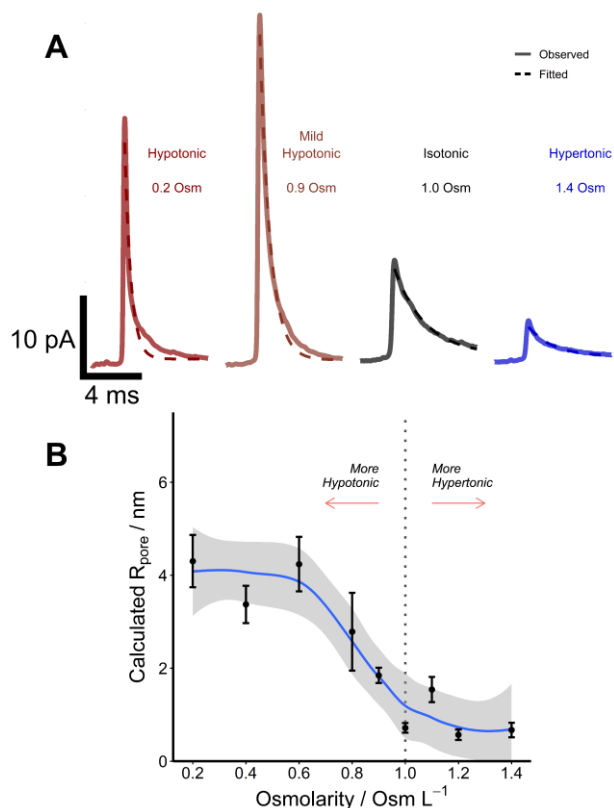 A
Observed
Fitted
Hypotonic
0.2 Osm
Mild
Hypotonic
0.9 Osm
Isotonic
1.0 Osm
Hypertonic
1.4 Osm
10 pA
4 ms
B
More
Hypotonic
More
Hypertonic
Calculated Rpore / nm
6
4
2
0
0.2 0.4 0.6 0.8 1.0 1.2 1.4
Osmolarity / Osm L⁻¹